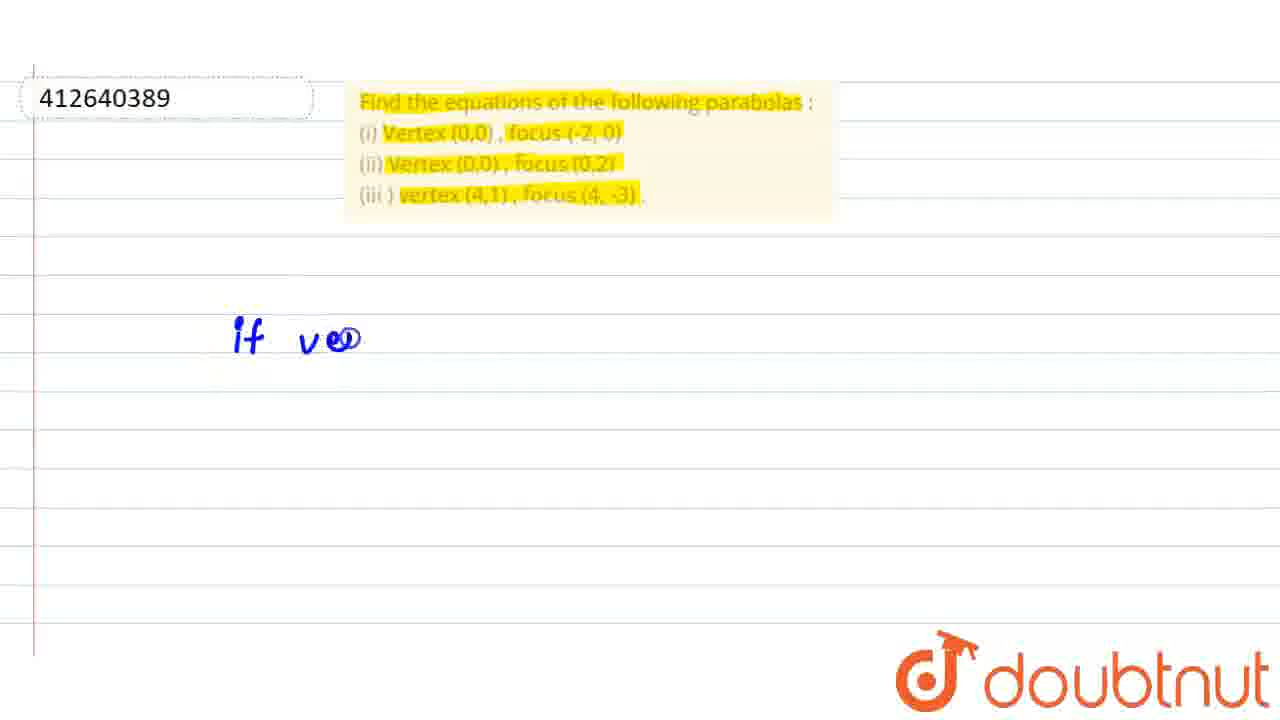 412640389
Find the equations of the following parabolas :
(i) Vertex (0,0) , focus (-2, 0)
(ii) Vertex (0,0) , focus (0,2)
(iii ) vertex (4,1) , focus (4, -3) .
if ve
doubtnut